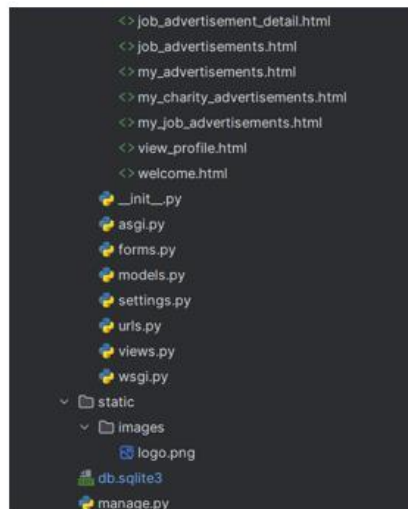 job_advertisement_detail.html
job_advertisements.html
my_advertisements.html
my_charity_advertisements.html
my_job_advertisements.html
view_profile.html
welcome.html
__init__.py
asgi.py
forms.py
models.py
settings.py
urls.py
views.py
wsgi.py
static
images
logo.png
db.sqlite3
manage.py